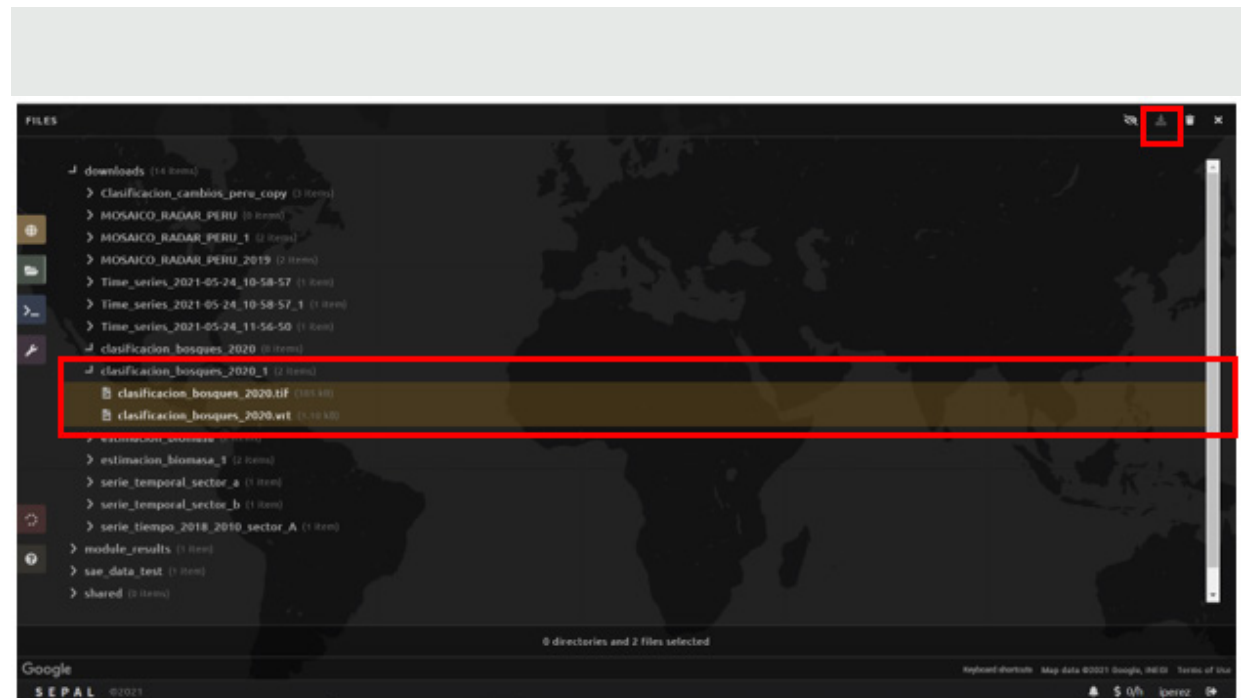 FILES
downloads (14 items)
Clasificacion_cambios_peru_copy (3 items)
MOSAICO_RADAR_PERU (0 items)
MOSAICO_RADAR_PERU_1 (2 items)
MOSAICO_RADAR_PERU_2019 (2 items)
Time_series_2021-05-24_10-58-57 (1 item)
Time_series_2021-05-24_10-58-57_1 (1 item)
Time_series_2021-05-24_11-56-50 (1 item)
clasificacion_bosques_2020 (0 items)
clasificacion_bosques_2020_1 (2 items)
clasificacion_bosques_2020.tif
clasificacion_bosques_2020.vrt (1.10 kB)
estimacion_biomasa
estimacion_biomasa_1 (2 items)
serie_temporal_sector_a (1 item)
serie_temporal_sector_b (1 item)
serie_tiempo_2018_2010_sector_A (1 item)
module_results (1 item)
sae_data_test (1 item)
shared (0 items)
0 directories and 2 files selected
Google
Keyboard shortcuts Map data ©2021 Google, INEGI Terms of Use
SEPAL ©2021
$ 0/h iperez